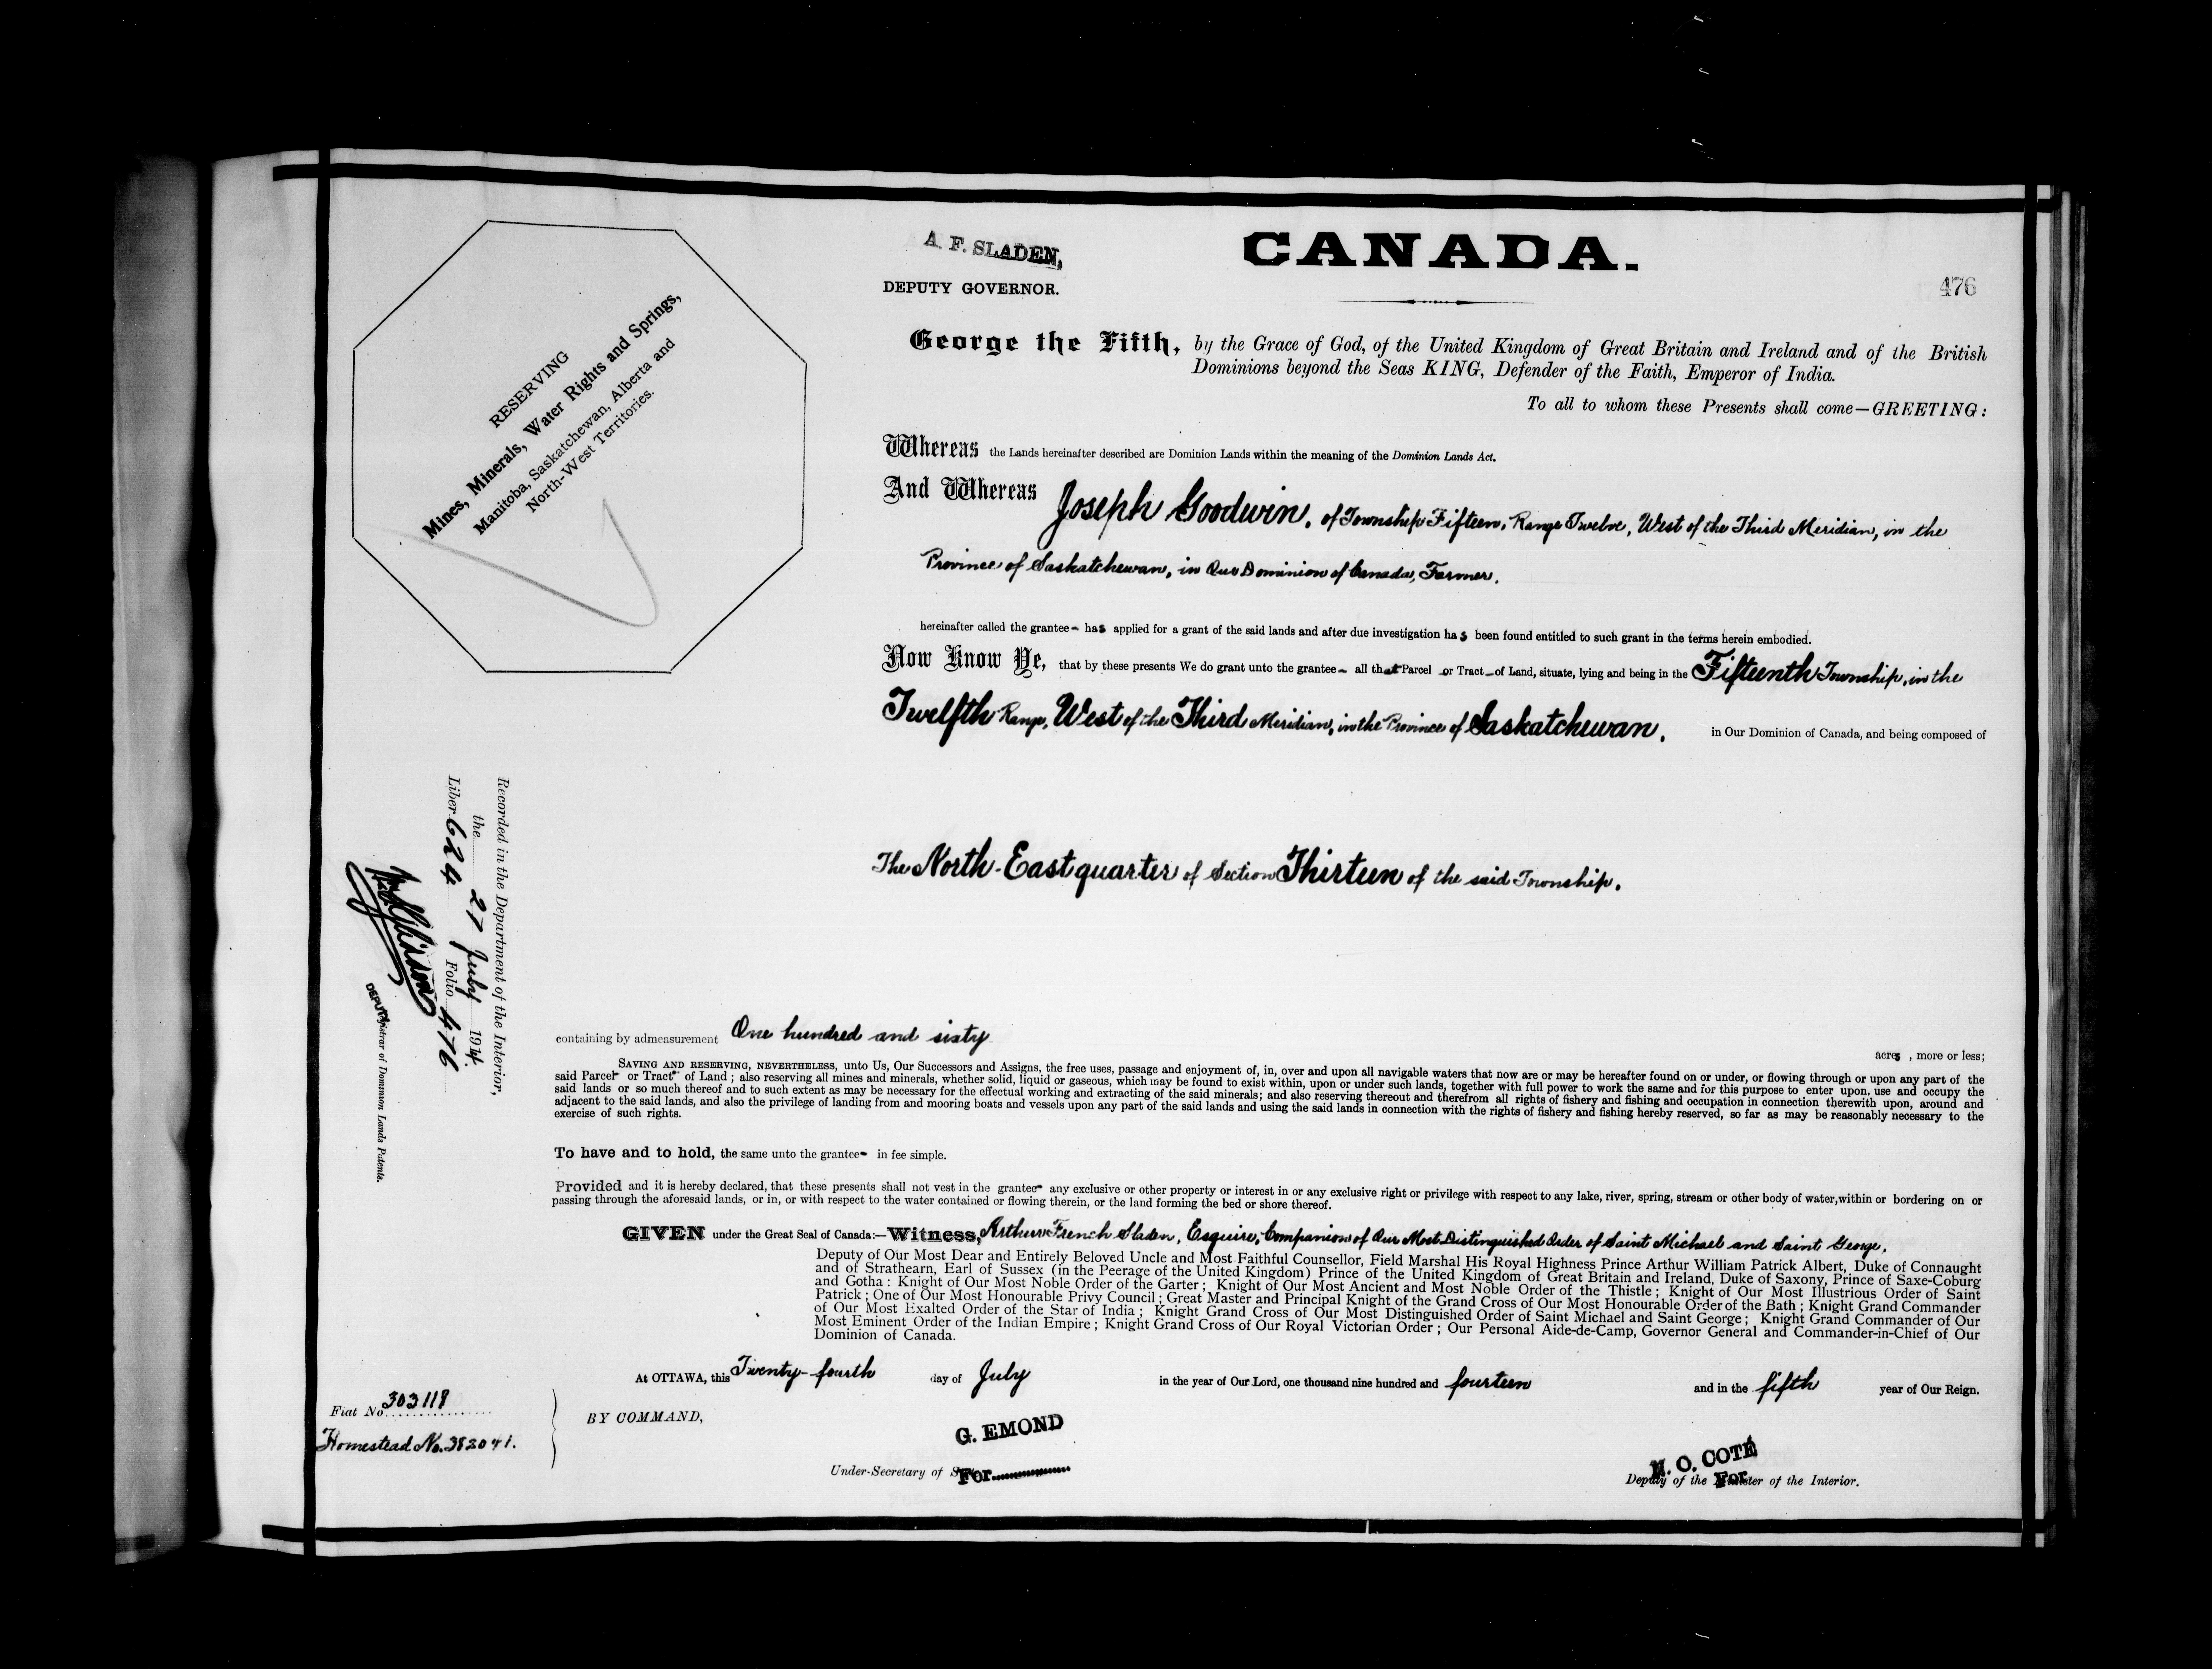 A. F. SLADEN,
DEPUTY GOVERNOR.
CANADA.
476
RESERVING
Mines, Minerals, Water Rights and Springs,
Manitoba, Saskatchewan, Alberta and
North-West Territories.
George the Fifth, by the Grace of God, of the United Kingdom of Great Britain and Ireland and of the British
Dominions beyond the Seas KING, Defender of the Faith, Emperor of India.
To all to whom these Presents shall come—GREETING:
Whereas the Lands hereinafter described are Dominion Lands within the meaning of the Dominion Lands Act.
And Whereas Joseph Goodwin, of Township Fifteen, Range Twelve, West of the Third Meridian, in the
Province of Saskatchewan, in Our Dominion of Canada, Farmer,
hereinafter called the grantee- has applied for a grant of the said lands and after due investigation has been found entitled to such grant in the terms herein embodied.
Now Know Ye, that by these presents We do grant unto the grantee- all that Parcel or Tract-of Land, situate, lying and being in the Fifteenth Township, in the
Twelfth Range, West of the Third Meridian, in the Province of Saskatchewan, in Our Dominion of Canada, and being composed of
The North-East quarter of Section Thirteen of the said Township.
Recorded in the Department of the Interior,
the 27 July 1914.
Liber 624 Folio 476
DEPUTY Registrar of Dominion Lands Patents.
containing by admeasurement One hundred and sixty acres , more or less;
SAVING AND RESERVING, NEVERTHELESS, unto Us, Our Successors and Assigns, the free uses, passage and enjoyment of, in, over and upon all navigable waters that now are or may be hereafter found on or under, or flowing through or upon any part of the
said Parcel- or Tract- of Land; also reserving all mines and minerals, whether solid, liquid or gaseous, which may be found to exist within, upon or under such lands, together with full power to work the same and for this purpose to enter upon, use and occupy the
said lands or so much thereof and to such extent as may be necessary for the effectual working and extracting of the said minerals; and also reserving thereout and therefrom all rights of fishery and fishing and occupation in connection therewith upon, around and
adjacent to the said lands, and also the privilege of landing from and mooring boats and vessels upon any part of the said lands and using the said lands in connection with the rights of fishery and fishing hereby reserved, so far as may be reasonably necessary to the
exercise of such rights.
To have and to hold, the same unto the grantee- in fee simple.
Provided and it is hereby declared, that these presents shall not vest in the grantee- any exclusive or other property or interest in or any exclusive right or privilege with respect to any lake, river, spring, stream or other body of water, within or bordering on or
passing through the aforesaid lands, or in, or with respect to the water contained or flowing therein, or the land forming the bed or shore thereof.
GIVEN under the Great Seal of Canada:—Witness, Arthur French Sladen, Esquire, Companion of Our Most Distinguished Order of Saint Michael and Saint George,
Deputy of Our Most Dear and Entirely Beloved Uncle and Most Faithful Counsellor, Field Marshal His Royal Highness Prince Arthur William Patrick Albert, Duke of Connaught
and of Strathearn, Earl of Sussex (in the Peerage of the United Kingdom) Prince of the United Kingdom of Great Britain and Ireland, Duke of Saxony, Prince of Saxe-Coburg
and Gotha: Knight of Our Most Noble Order of the Garter; Knight of Our Most Ancient and Most Noble Order of the Thistle; Knight of Our Most Illustrious Order of Saint
Patrick; One of Our Most Honourable Privy Council; Great Master and Principal Knight of the Grand Cross of Our Most Honourable Order of the Bath; Knight Grand Commander
of Our Most Exalted Order of the Star of India; Knight Grand Cross of Our Most Distinguished Order of Saint Michael and Saint George; Knight Grand Commander of Our
Most Eminent Order of the Indian Empire; Knight Grand Cross of Our Royal Victorian Order; Our Personal Aide-de-Camp, Governor General and Commander-in-Chief of Our
Dominion of Canada.
At OTTAWA, this Twenty-fourth day of July in the year of Our Lord, one thousand nine hundred and fourteen and in the fifth year of Our Reign.
Fiat No 303118
Homestead No. 382041.
BY COMMAND,
G. EMOND
Under-Secretary of For
N. O. COTÉ
Deputy of the Minister of the Interior.
For